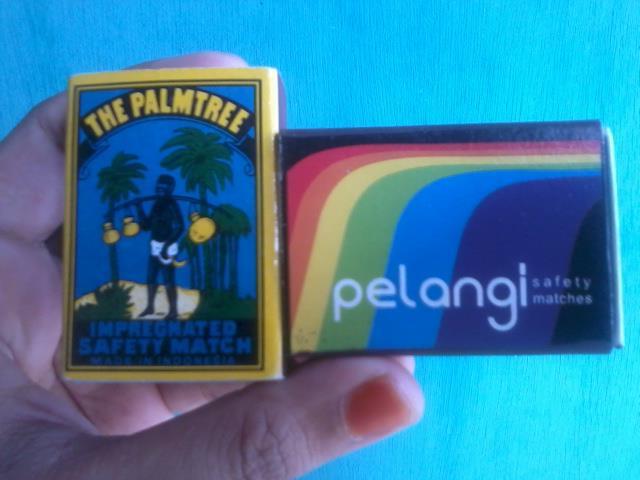 THE PALMTREE
IMPREGNATED
SAFETY MATCH
MADE IN INDONESIA
pelangi
safety
matches